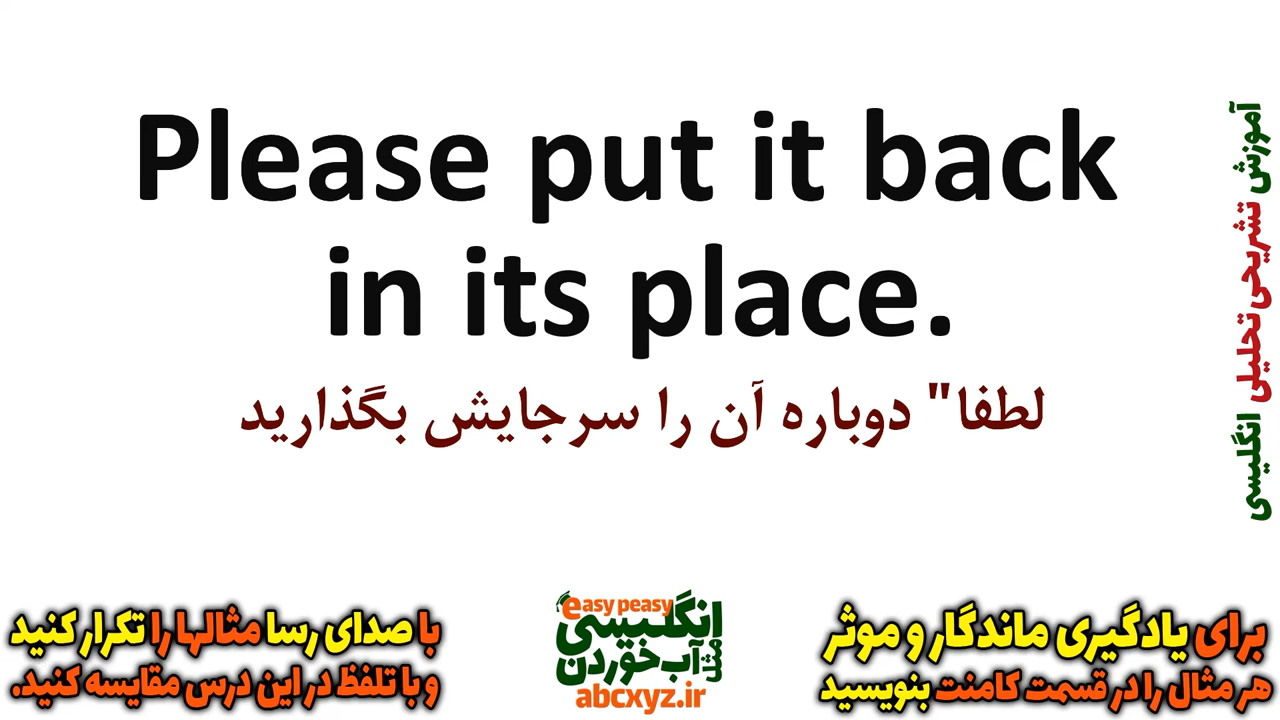 Please put it back
in its place.
لطفا" دوباره آن را سرجایش بگذارید
آموزش تشریحی تحلیلی انگلیسی
برای یادگیری ماندگار و موثر
هر مثال را در قسمت کامنت بنویسید
easy peasy
انگلیسی
مثل آب خوردن
abcxyz.ir
با صدای رسا مثالها را تکرار کنید
و با تلفظ در این درس مقایسه کنید.